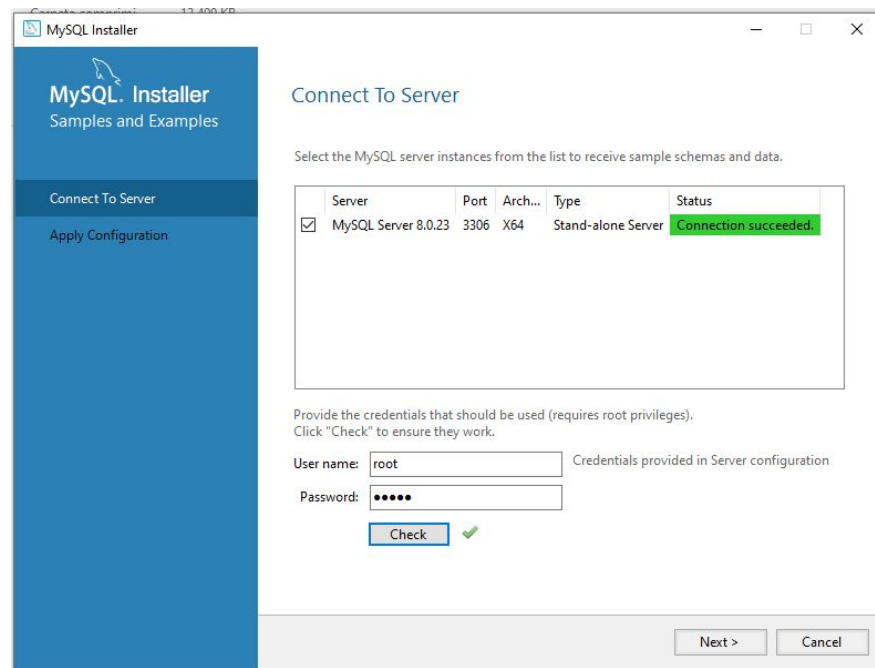 12.400 KB
MySQL Installer
MySQL. Installer
Samples and Examples
Connect To Server
Apply Configuration
Connect To Server
Select the MySQL server instances from the list to receive sample schemas and data.
Server Port Arch... Type Status
MySQL Server 8.0.23 3306 X64 Stand-alone Server Connection succeeded.
Provide the credentials that should be used (requires root privileges).
Click "Check" to ensure they work.
User name: root Credentials provided in Server configuration
Password: •••••
Check
Next > Cancel